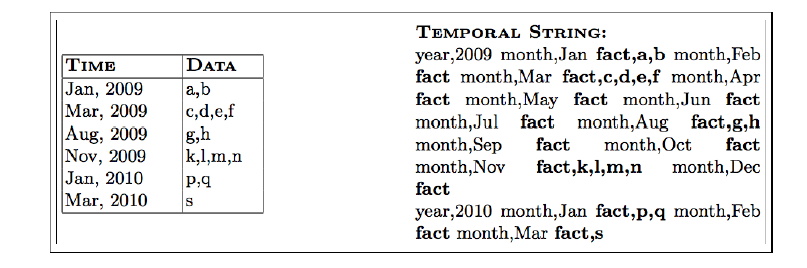 TIME DATA
Jan, 2009 a,b
Mar, 2009 c,d,e,f
Aug, 2009 g,h
Nov, 2009 k,l,m,n
Jan, 2010 p,q
Mar, 2010 s
TEMPORAL STRING:
year,2009 month,Jan fact,a,b month,Feb
fact month,Mar fact,c,d,e,f month,Apr
fact month,May fact month,Jun fact
month,Jul fact month,Aug fact,g,h
month,Sep fact month,Oct fact
month,Nov fact,k,l,m,n month,Dec
fact
year,2010 month,Jan fact,p,q month,Feb
fact month,Mar fact,s